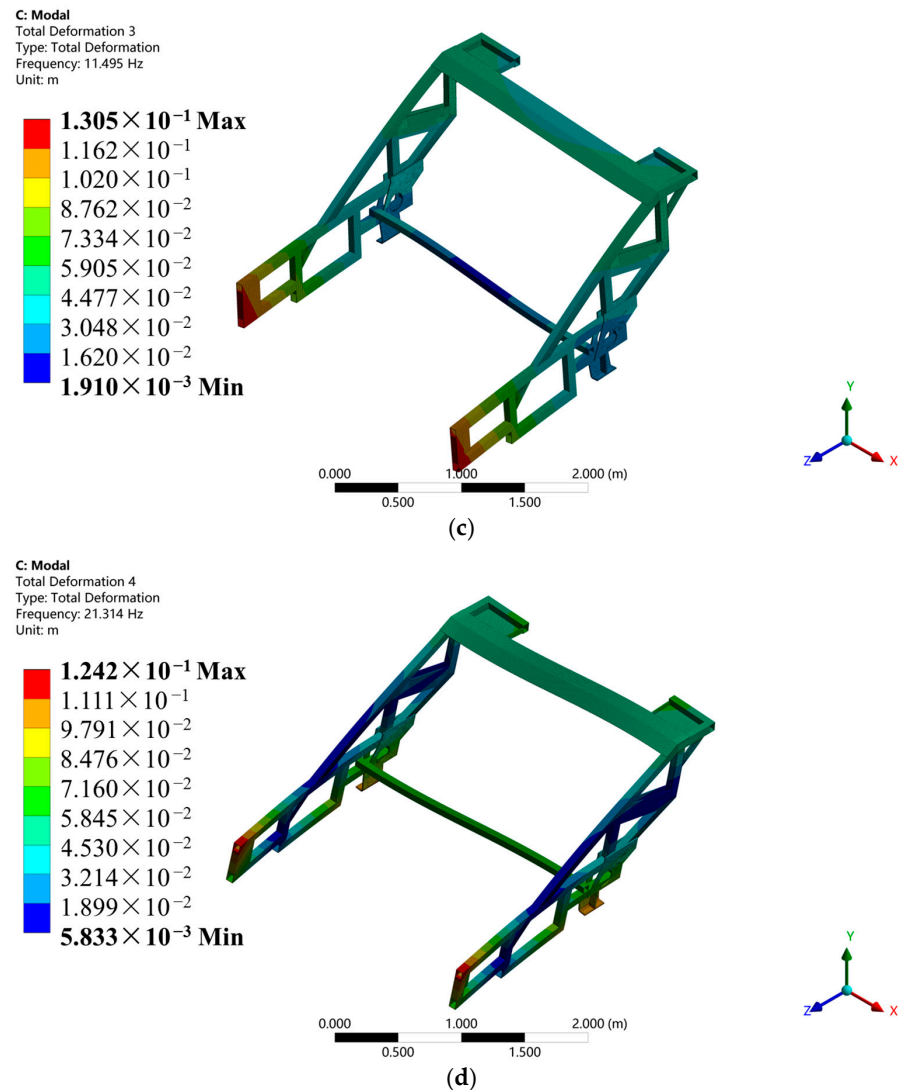 C: Modal
Total Deformation 3
Type: Total Deformation
Frequency: 11.495 Hz
Unit: m
1.305×10⁻¹ Max
1.162×10⁻¹
1.020×10⁻¹
8.762×10⁻²
7.334×10⁻²
5.905×10⁻²
4.477×10⁻²
3.048×10⁻²
1.620×10⁻²
1.910×10⁻³ Min
Y
Z
X
0.000 1.000 2.000 (m)
0.500 1.500
(c)
C: Modal
Total Deformation 4
Type: Total Deformation
Frequency: 21.314 Hz
Unit: m
1.242×10⁻¹ Max
1.111×10⁻¹
9.791×10⁻²
8.476×10⁻²
7.160×10⁻²
5.845×10⁻²
4.530×10⁻²
3.214×10⁻²
1.899×10⁻²
5.833×10⁻³ Min
Y
Z
X
0.000 1.000 2.000 (m)
0.500 1.500
(d)